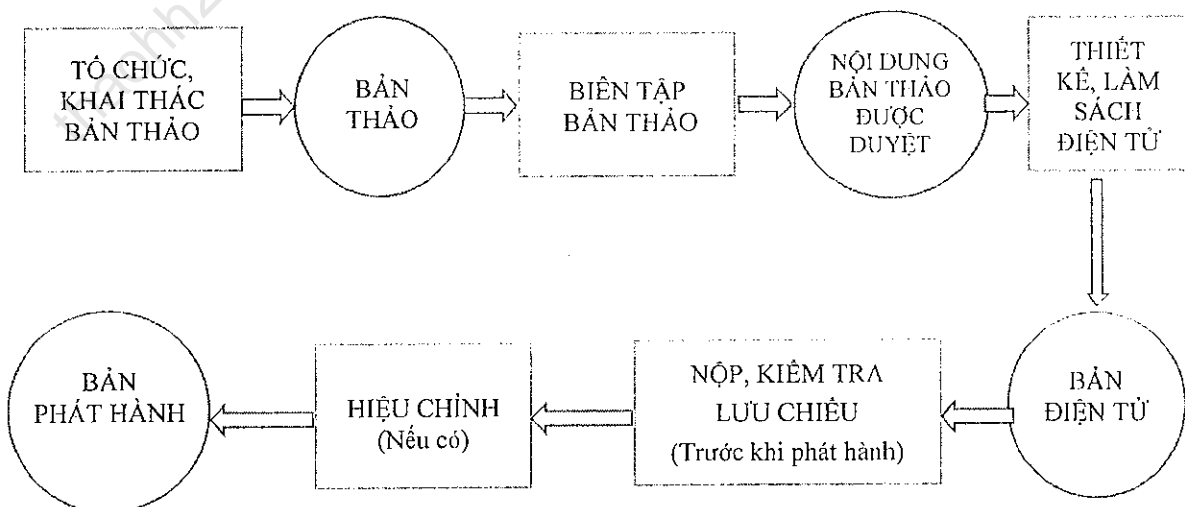 TỔ CHỨC,
KHAI THÁC
BẢN THẢO
BẢN
THẢO
BIÊN TẬP
BẢN THẢO
NỘI DUNG
BẢN THẢO
ĐƯỢC
DUYỆT
THIẾT
KẾ, LÀM
SÁCH
ĐIỆN TỬ
BẢN
ĐIỆN TỬ
NỘP, KIỂM TRA
LƯU CHIỂU
(Trước khi phát hành)
HIỆU CHỈNH
(Nếu có)
BẢN
PHÁT HÀNH